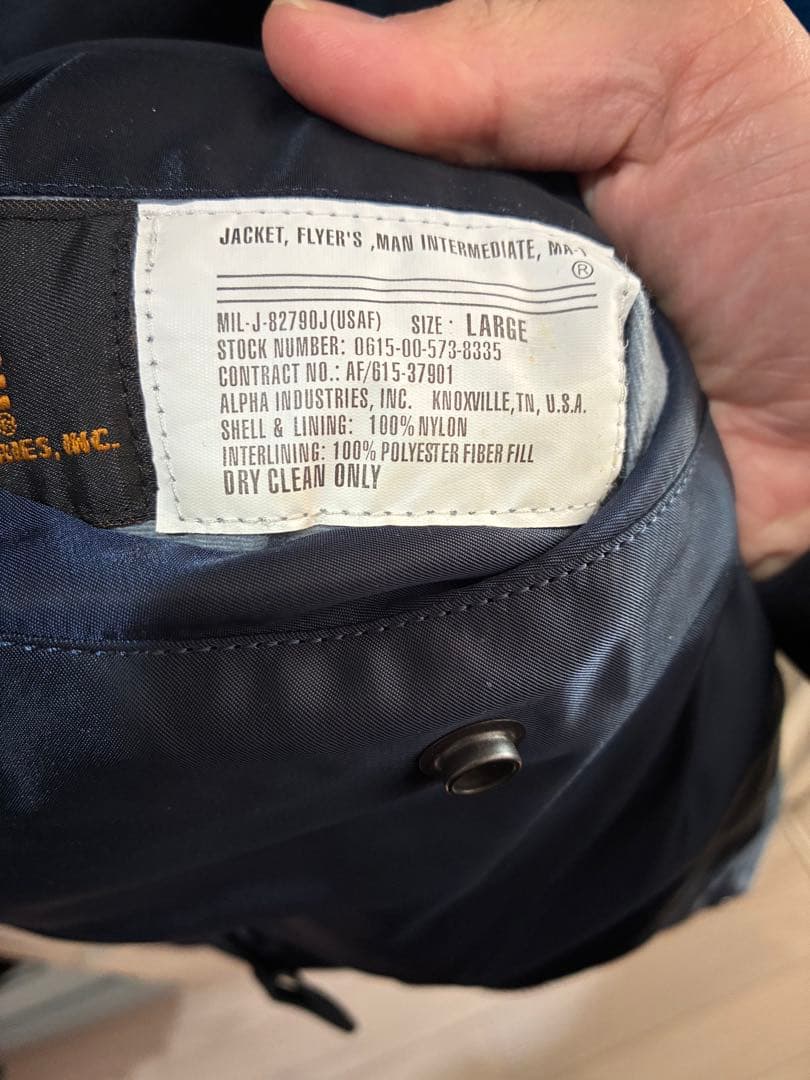 JACKET, FLYER'S ,MAN INTERMEDIATE, MA-1
®
MIL-J-82790J(USAF) SIZE: LARGE
STOCK NUMBER: 0615-00-573-8335
CONTRACT NO.: AF/615-37901
ALPHA INDUSTRIES, INC. KNOXVILLE,TN, U.S.A.
SHELL & LINING: 100% NYLON
INTERLINING: 100% POLYESTER FIBER FILL
DRY CLEAN ONLY
®
RIES, INC.